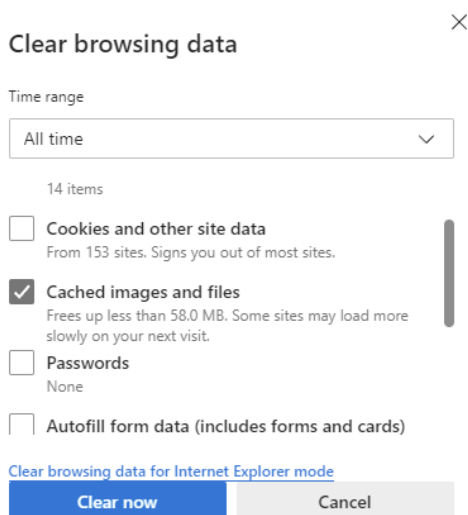 Clear browsing data
Time range
All time
14 items
Cookies and other site data
From 153 sites. Signs you out of most sites.
Cached images and files
Frees up less than 58.0 MB. Some sites may load more
slowly on your next visit.
Passwords
None
Autofill form data (includes forms and cards)
Clear browsing data for Internet Explorer mode
Clear now
Cancel